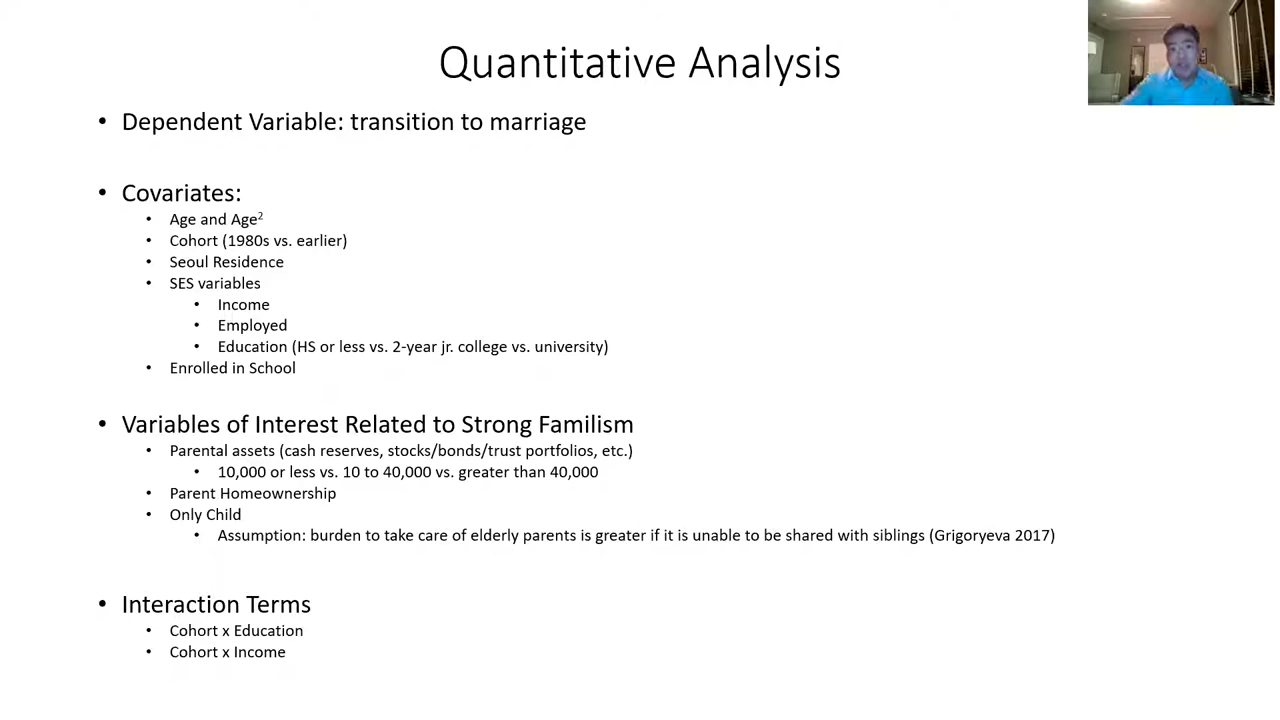 Quantitative Analysis
• Dependent Variable: transition to marriage
• Covariates:
• Age and Age²
• Cohort (1980s vs. earlier)
• Seoul Residence
• SES variables
• Income
• Employed
• Education (HS or less vs. 2-year jr. college vs. university)
• Enrolled in School
• Variables of Interest Related to Strong Familism
• Parental assets (cash reserves, stocks/bonds/trust portfolios, etc.)
• 10,000 or less vs. 10 to 40,000 vs. greater than 40,000
• Parent Homeownership
• Only Child
• Assumption: burden to take care of elderly parents is greater if it is unable to be shared with siblings (Grigoryeva 2017)
• Interaction Terms
• Cohort x Education
• Cohort x Income